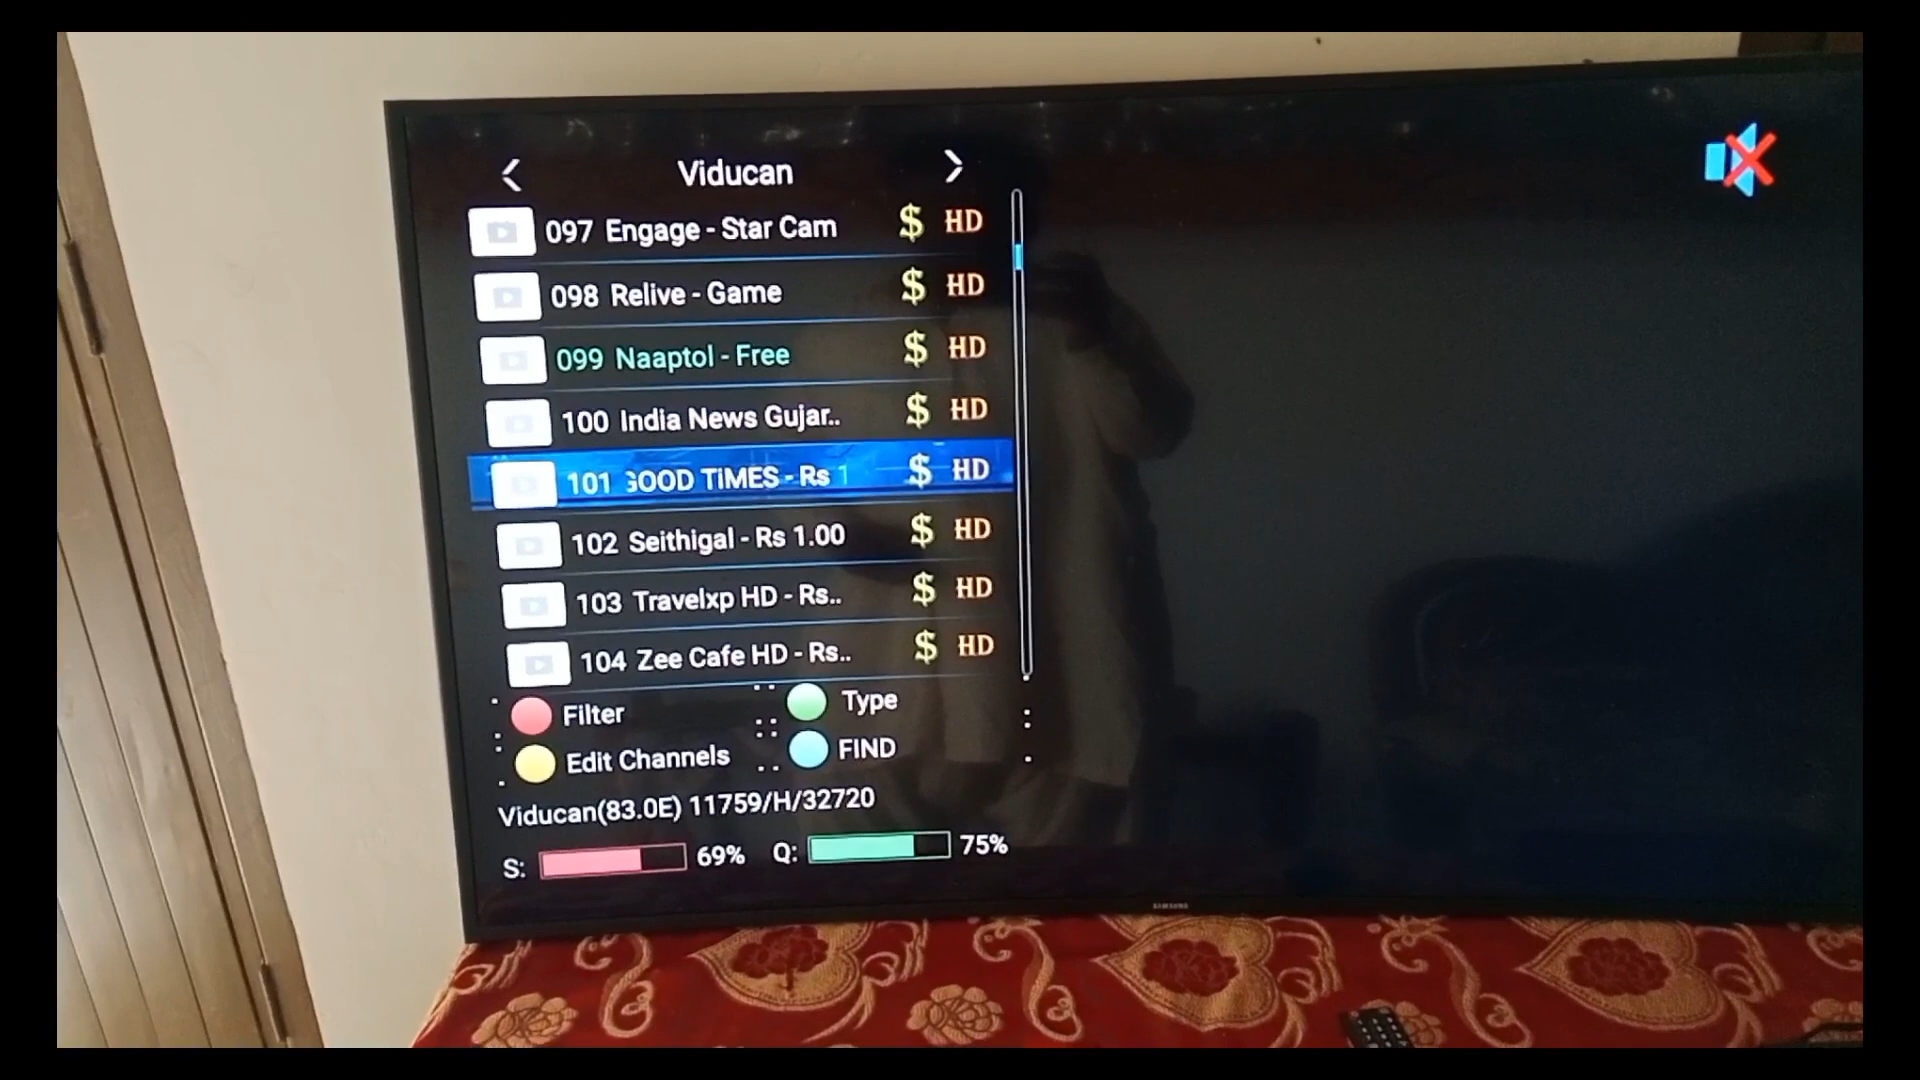 Viducan
097 Engage - Star Cam $ HD
098 Relive - Game $ HD
099 Naaptol - Free $ HD
100 India News Gujar.. $ HD
101 GOOD TiMES - Rs 1 $ HD
102 Seithigal - Rs 1.00 $ HD
103 Travelxp HD - Rs.. $ HD
104 Zee Cafe HD - Rs.. $ HD
Filter Type
Edit Channels FIND
Viducan(83.0E) 11759/H/32720
S: 69% Q: 75%
SAMSUNG